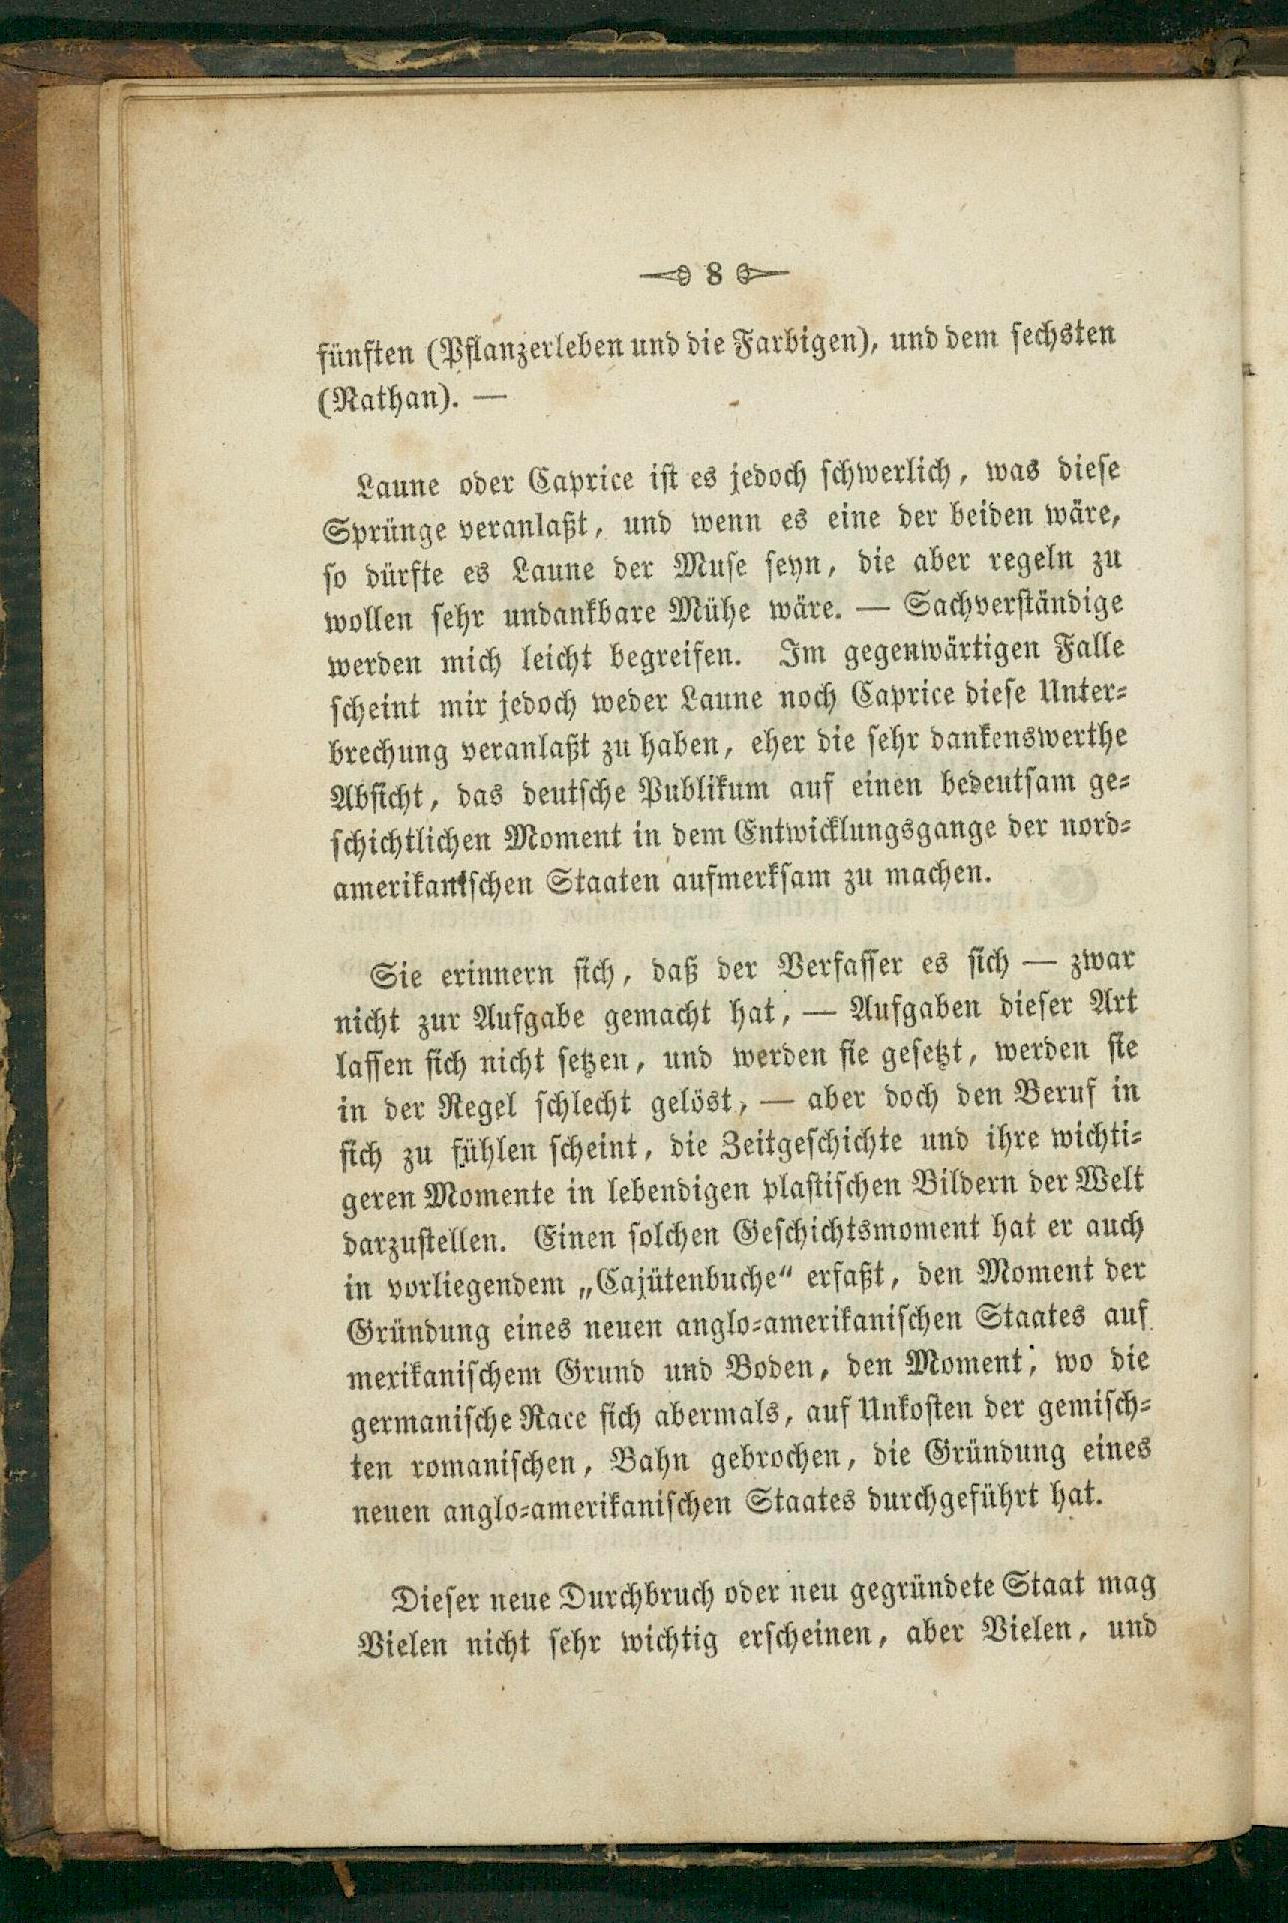 8
fünften (Pflanzerleben und die Farbigen), und dem sechsten
(Nathan). —
Laune oder Caprice ist es jedoch schwerlich, was diese
Sprünge veranlaßt, und wenn es eine der beiden wäre,
so dürfte es Laune der Muse seyn, die aber regeln zu
wollen sehr undankbare Mühe wäre. — Sachverständige
werden mich leicht begreifen. Im gegenwärtigen Falle
scheint mir jedoch weder Laune noch Caprice diese Unter-
brechung veranlaßt zu haben, eher die sehr dankenswerthe
Absicht, das deutsche Publikum auf einen bedeutsam ge-
schichtlichen Moment in dem Entwicklungsgange der nord-
amerikanischen Staaten aufmerksam zu machen.
Sie erinnern sich, daß der Verfasser es sich — zwar
nicht zur Aufgabe gemacht hat, — Aufgaben dieser Art
lassen sich nicht setzen, und werden sie gesetzt, werden sie
in der Regel schlecht gelöst, — aber doch den Beruf in
sich zu fühlen scheint, die Zeitgeschichte und ihre wichti-
geren Momente in lebendigen plastischen Bildern der Welt
darzustellen. Einen solchen Geschichtsmoment hat er auch
in vorliegendem „Cajütenbuche“ erfaßt, den Moment der
Gründung eines neuen anglo-amerikanischen Staates auf
mexikanischem Grund und Boden, den Moment, wo die
germanische Race sich abermals, auf Unkosten der gemisch-
ten romanischen, Bahn gebrochen, die Gründung eines
neuen anglo-amerikanischen Staates durchgeführt hat.
Dieser neue Durchbruch oder neu gegründete Staat mag
Vielen nicht sehr wichtig erscheinen, aber Vielen, und